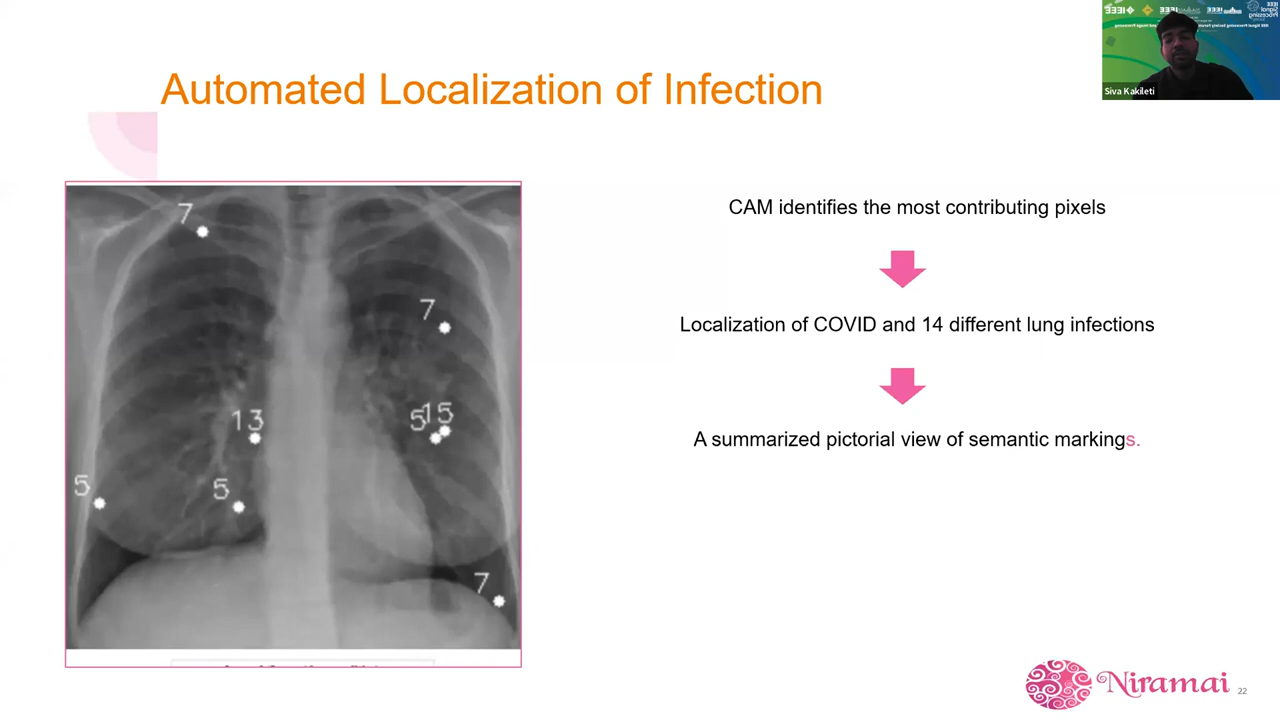 Automated Localization of Infection
Siva Kakileti
7
7
13
5
15
5
5
7
CAM identifies the most contributing pixels
Localization of COVID and 14 different lung infections
A summarized pictorial view of semantic markings.
Niramai
22